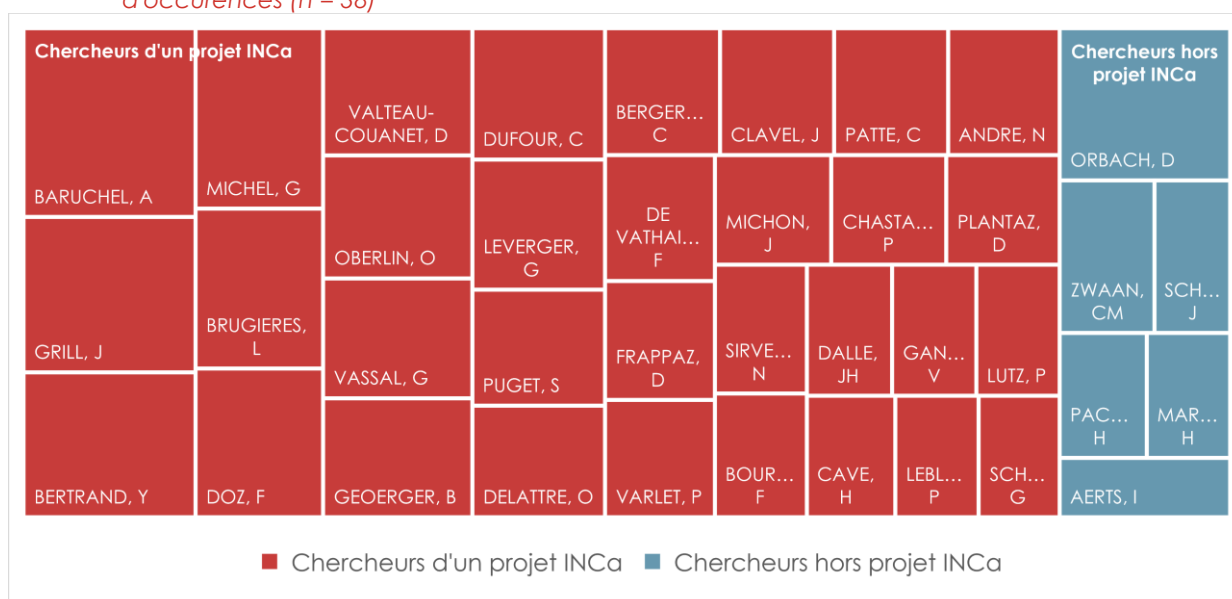 d'occurences (n = 38)
Chercheurs d'un projet INCa
BARUCHEL, A
GRILL, J
BERTRAND, Y
MICHEL, G
BRUGIERES,
L
DOZ, F
VALTEAU-
COUANET, D
OBERLIN, O
VASSAL, G
GEOERGER, B
DUFOUR, C
LEVERGER,
G
PUGET, S
DELATTRE, O
BERGER...
C
DE
VATHAI...
F
FRAPPAZ,
D
VARLET, P
CLAVEL, J
PATTE, C
ANDRE, N
MICHON,
J
CHASTA...
P
PLANTAZ,
D
SIRVE...
N
DALLE,
JH
GAN...
V
LUTZ, P
BOUR...
F
CAVE,
H
LEBL...
P
SCH...
G
Chercheurs hors
projet INCa
ORBACH, D
ZWAAN,
CM
SCH...
J
PAC...
H
MAR...
H
AERTS, I
Chercheurs d'un projet INCa
Chercheurs hors projet INCa